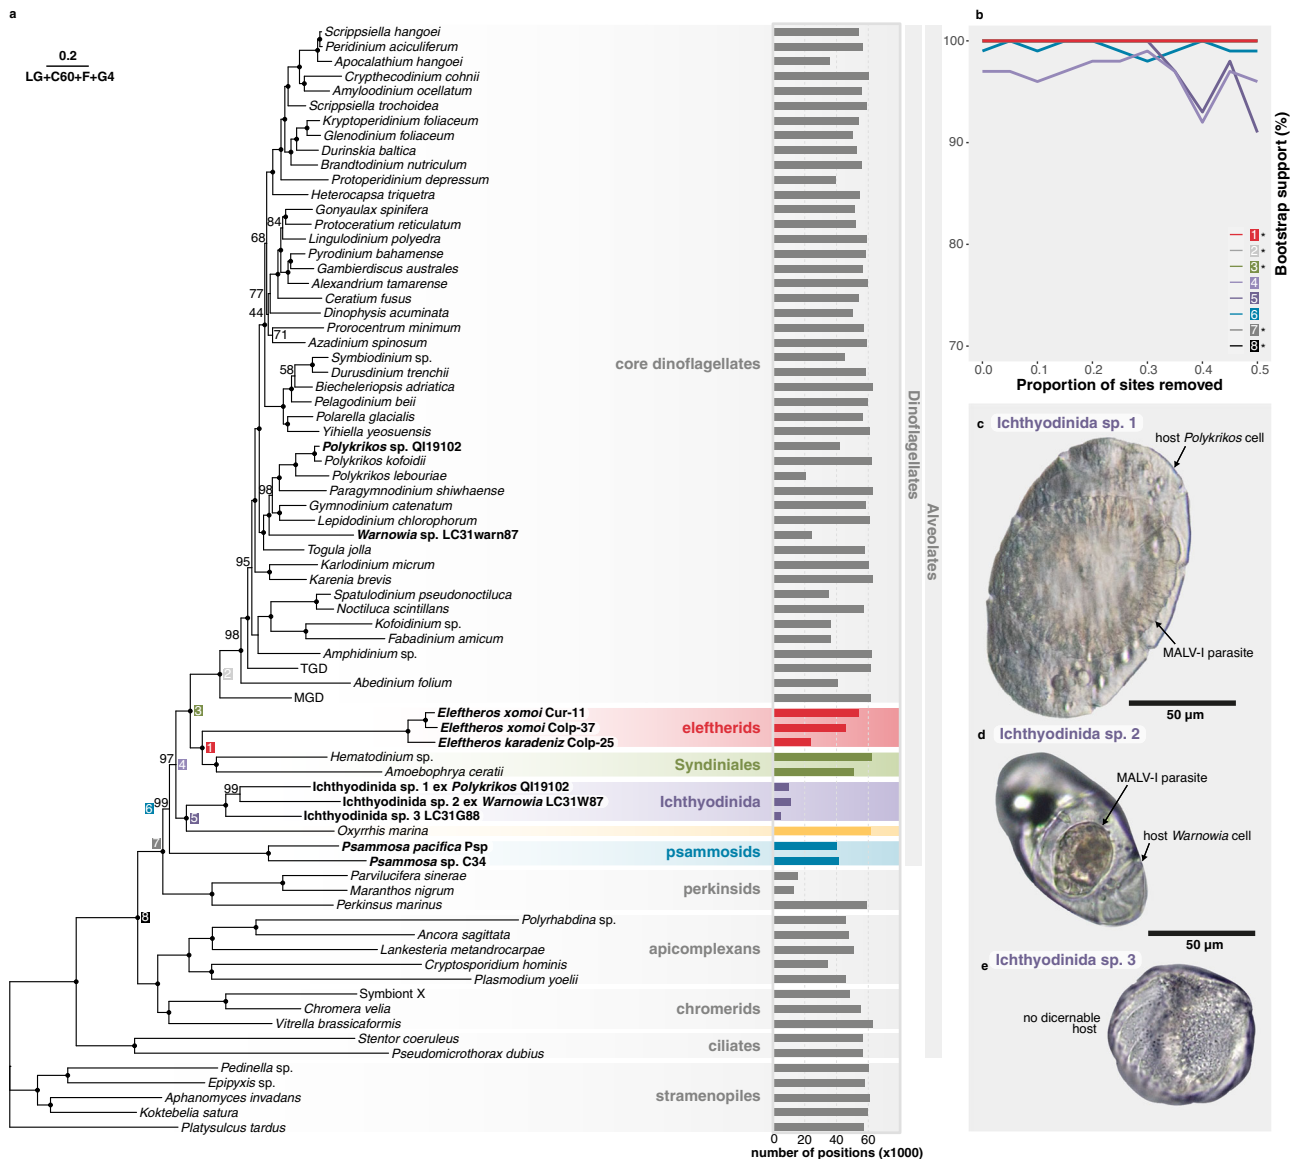 a
0.2
LG+C60+F+G4
Scrippsiella hangoei
Peridinium aciculiferum
Apocalathium hangoei
Crypthecodinium cohnii
Amyloodinium ocellatum
Scrippsiella trochoidea
Kryptoperidinium foliaceum
Glenodinium foliaceum
Durinskia baltica
Brandtodinium nutriculum
Protoperidinium depressum
Heterocapsa triquetra
Gonyaulax spinifera
84
Protoceratium reticulatum
68
Lingulodinium polyedra
Pyrodinium bahamense
Gambierdiscus australes
Alexandrium tamarense
77
Ceratium fusus
44
Dinophysis acuminata
Prorocentrum minimum
71
Azadinium spinosum
Symbiodinium sp.
58
Durusdinium trenchii
core dinoflagellates
Biecheleriopsis adriatica
Pelagodinium beii
Polarella glacialis
Yihiella yeosuensis
Polykrikos sp. QI19102
Polykrikos kofoidii
Polykrikos lebouriae
98
Paragymnodinium shiwhaense
Gymnodinium catenatum
Lepidodinium chlorophorum
Warnowia sp. LC31warn87
Togula jolla
95
Karlodinium micrum
Karenia brevis
Spatulodinium pseudonoctiluca
Noctiluca scintillans
Kofoidinium sp.
98
Fabadinium amicum
Amphidinium sp.
TGD
2
Abedinium folium
MGD
3
Eleftheros xomoi Cur-11
Eleftheros xomoi Colp-37
eleftherids
1
Eleftheros karadeniz Colp-25
97
4
Hematodinium sp.
Syndiniales
Amoebophrya ceratii
99
Ichthyodinida sp. 1 ex Polykrikos QI19102
6
99
Ichthyodinida sp. 2 ex Warnowia LC31W87
Ichthyodinida
5
Ichthyodinida sp. 3 LC31G88
Oxyrrhis marina
7
Psammosa pacifica Psp
psammosids
Psammosa sp. C34
Parvilucifera sinerae
Maranthos nigrum
perkinsids
Perkinsus marinus
8
Polyrhabdina sp.
Ancora sagittata
Lankesteria metandrocarpae
apicomplexans
Cryptosporidium hominis
Plasmodium yoelii
Symbiont X
Chromera velia
chromerids
Vitrella brassicaformis
Stentor coeruleus
ciliates
Pseudomicrothorax dubius
Pedinella sp.
Epipyxis sp.
Aphanomyces invadans
stramenopiles
Koktebelia satura
Platysulcus tardus
0 20 40 60
number of positions (x1000)
Dinoflagellates
Alveolates
b
100
90
80
70
0.0 0.1 0.2 0.3 0.4 0.5
Proportion of sites removed
Bootstrap support (%)
1 *
2 *
3 *
4
5
6
7 *
8 *
c Ichthyodinida sp. 1
host Polykrikos cell
MALV-I parasite
50 µm
d Ichthyodinida sp. 2
MALV-I parasite
host Warnowia cell
50 µm
e Ichthyodinida sp. 3
no dicernable
host